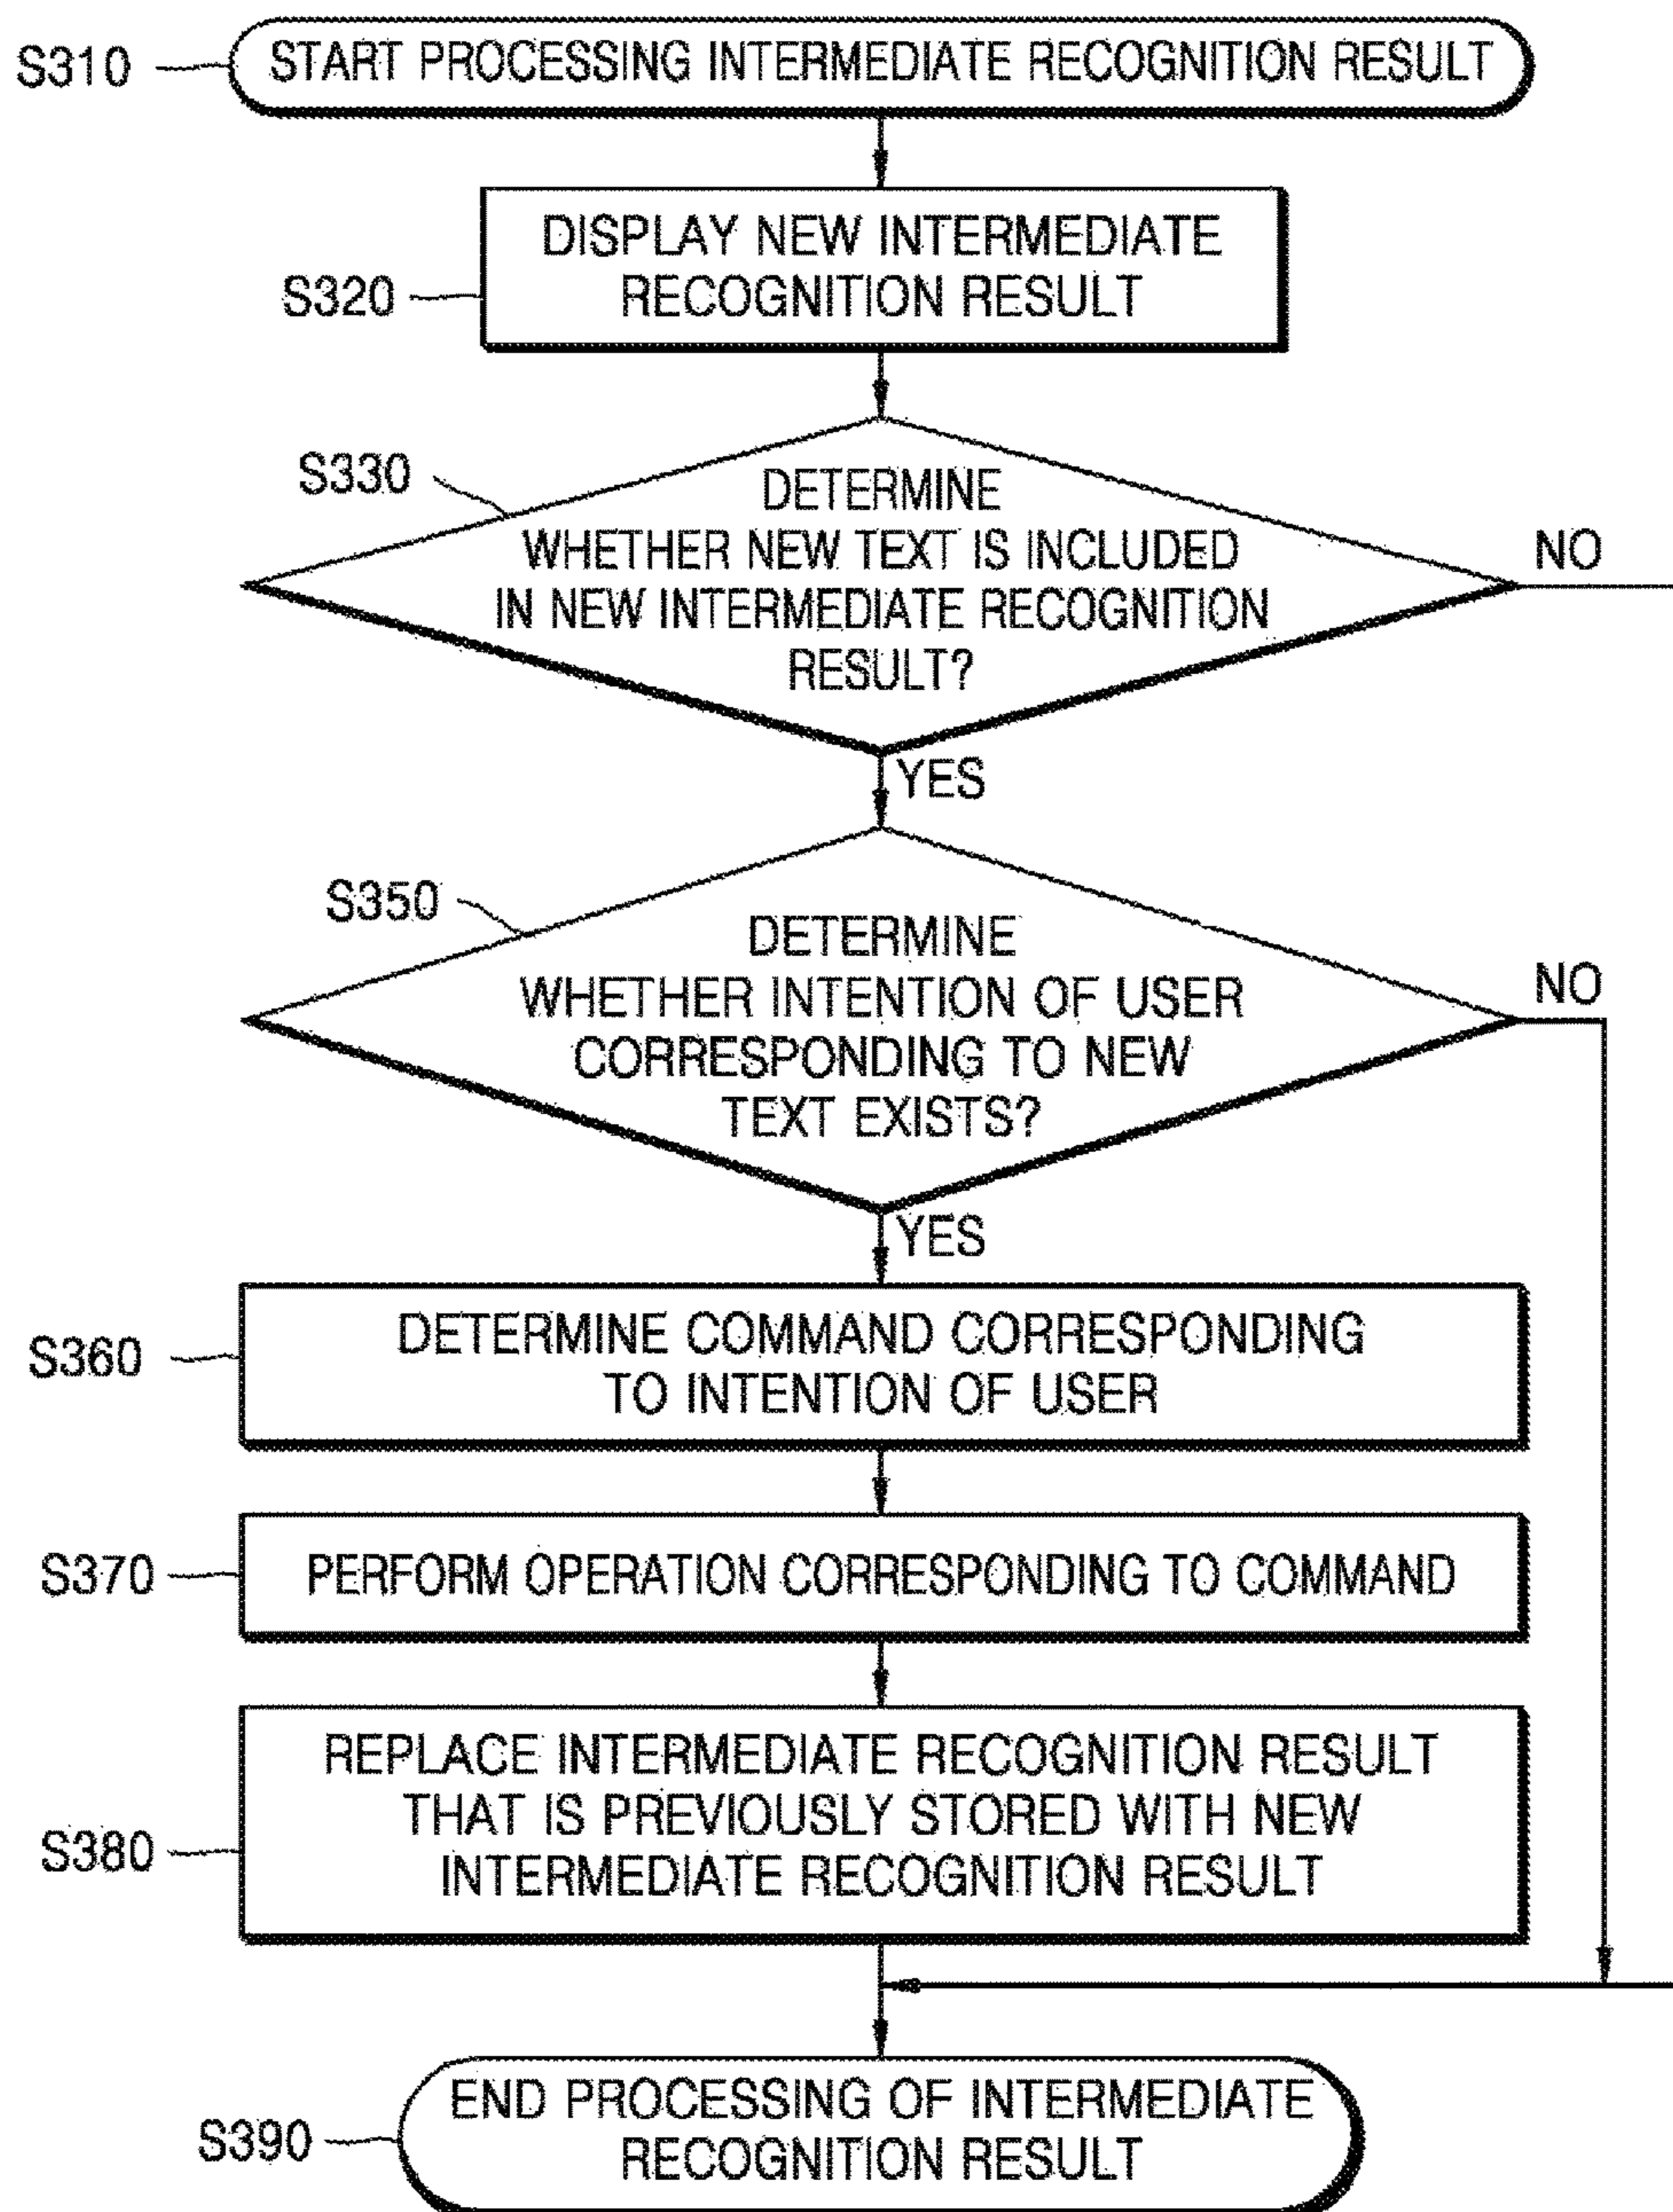 S310
START PROCESSING INTERMEDIATE RECOGNITION RESULT
S320
DISPLAY NEW INTERMEDIATE
RECOGNITION RESULT
S330
DETERMINE
WHETHER NEW TEXT IS INCLUDED
IN NEW INTERMEDIATE RECOGNITION
RESULT?
NO
YES
S350
DETERMINE
WHETHER INTENTION OF USER
CORRESPONDING TO NEW
TEXT EXISTS?
NO
YES
S360
DETERMINE COMMAND CORRESPONDING
TO INTENTION OF USER
S370
PERFORM OPERATION CORRESPONDING TO COMMAND
S380
REPLACE INTERMEDIATE RECOGNITION RESULT
THAT IS PREVIOUSLY STORED WITH NEW
INTERMEDIATE RECOGNITION RESULT
S390
END PROCESSING OF INTERMEDIATE
RECOGNITION RESULT